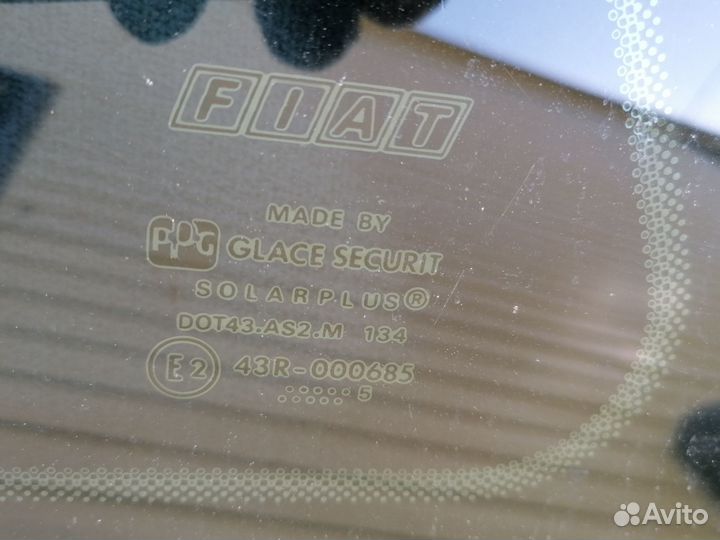 FIAT
MADE BY
PPG GLACE SECURIT
SOLARPLUS®
DOT43.AS2.M 134
E2 43R-000685
5
Avito